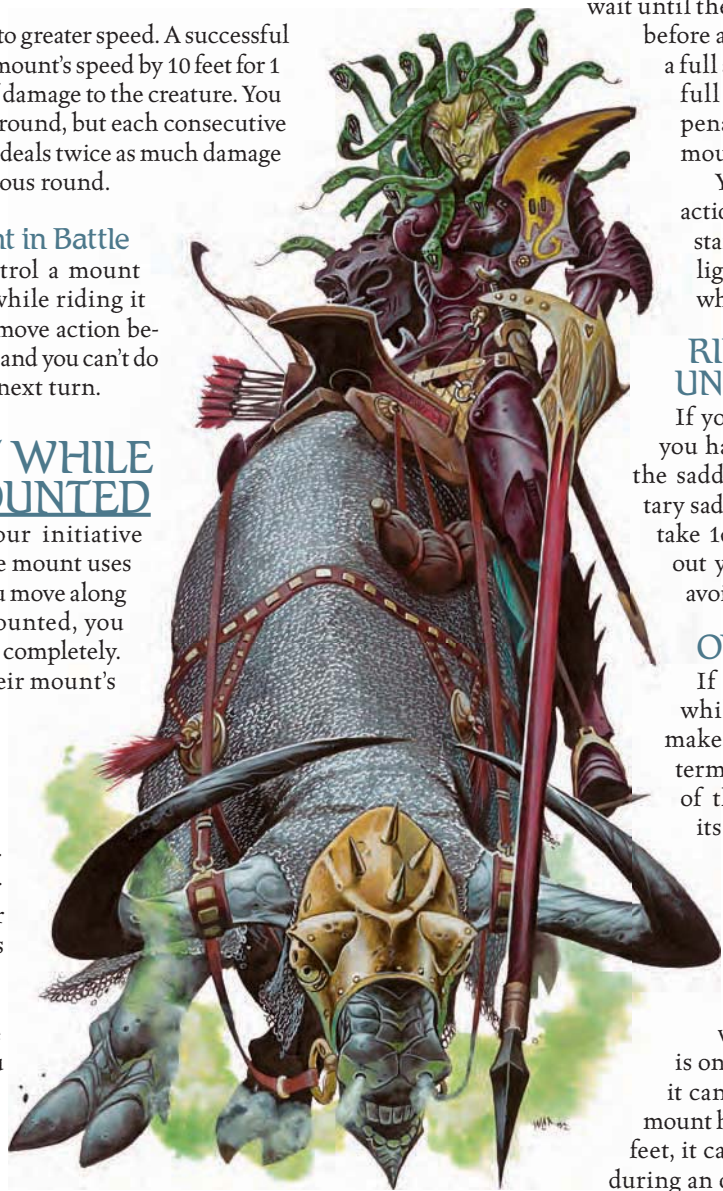 to greater speed. A successful
mount's speed by 10 feet for 1
damage to the creature. You
round, but each consecutive
deals twice as much damage
ous round.
nt in Battle
trol a mount
while riding it
move action be-
and you can't do
next turn.
WHILE
OUNTED
our initiative
e mount uses
u move along
ounted, you
completely.
eir mount's
r
s
wait until the
before a
a full
full
pena
mou
Y
actio
sta
lig
wh
RI
UN
If yo
you ha
the sadd
tary sad
take 1
out y
avoi
O
If
whi
make
term
of th
its
is on
it can
mount h
feet, it ca
during an